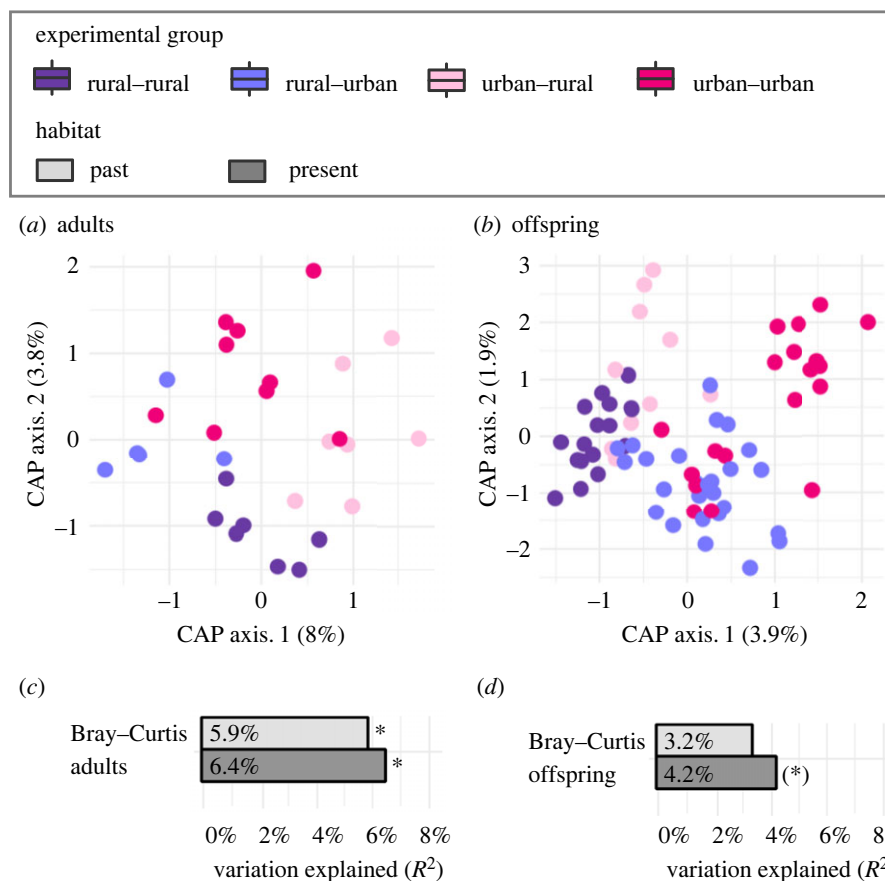 experimental group
rural–rural rural–urban urban–rural urban–urban
habitat
past present
(a) adults
(b) offspring
2
1
0
–1
CAP axis. 2 (3.8%)
–1 0 1
CAP axis. 1 (8%)
3
2
1
0
–1
–2
CAP axis. 2 (1.9%)
–1 0 1 2
CAP axis. 1 (3.9%)
(c)
Bray–Curtis
adults
5.9% *
6.4% *
0% 2% 4% 6% 8%
variation explained (R²)
(d)
Bray–Curtis
offspring
3.2%
4.2% (*)
0% 2% 4% 6% 8
variation explained (R²